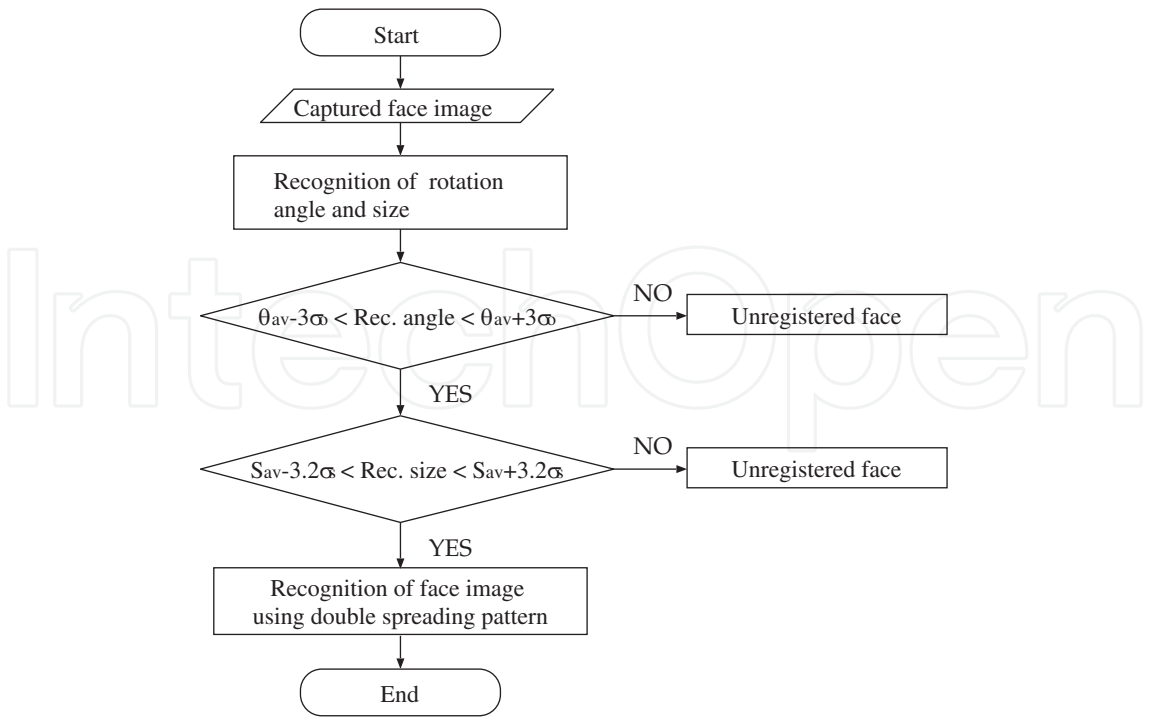 Start
Captured face image
Recognition of rotation
angle and size
θav-3σθ < Rec. angle < θav+3σθ
NO
Unregistered face
YES
Sav-3.2σs < Rec. size < Sav+3.2σs
NO
Unregistered face
YES
Recognition of face image
using double spreading pattern
End
IntechOpen